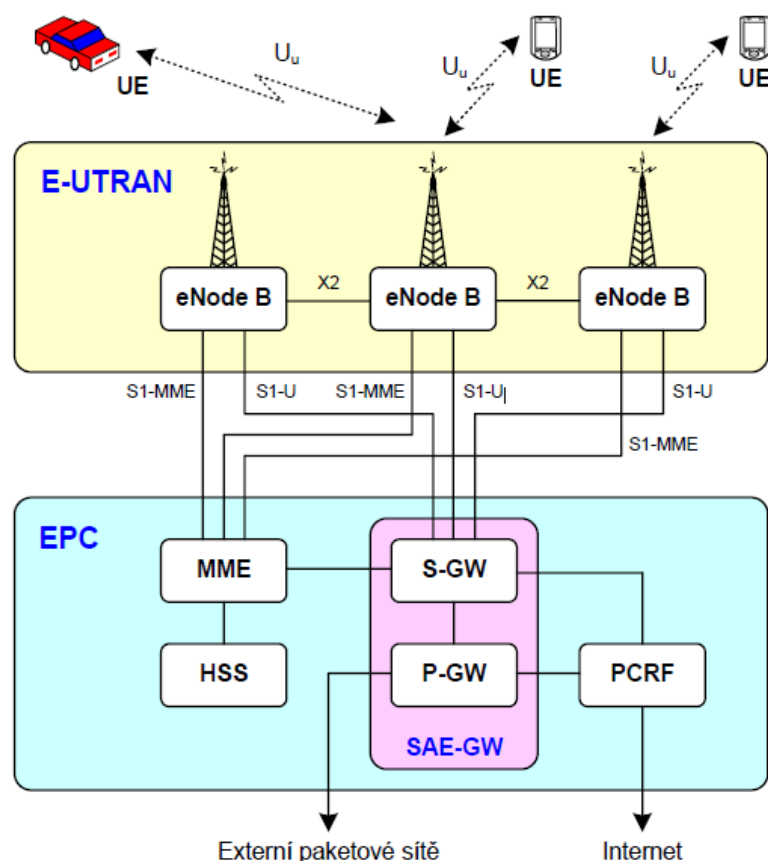 UE
Uu
Uu
UE
Uu
UE
E-UTRAN
eNode B
X2
eNode B
X2
eNode B
S1-MME
S1-U
S1-MME
S1-U
S1-U
S1-MME
EPC
MME
S-GW
HSS
P-GW
PCRF
SAE-GW
Externí paketové sítě
Internet